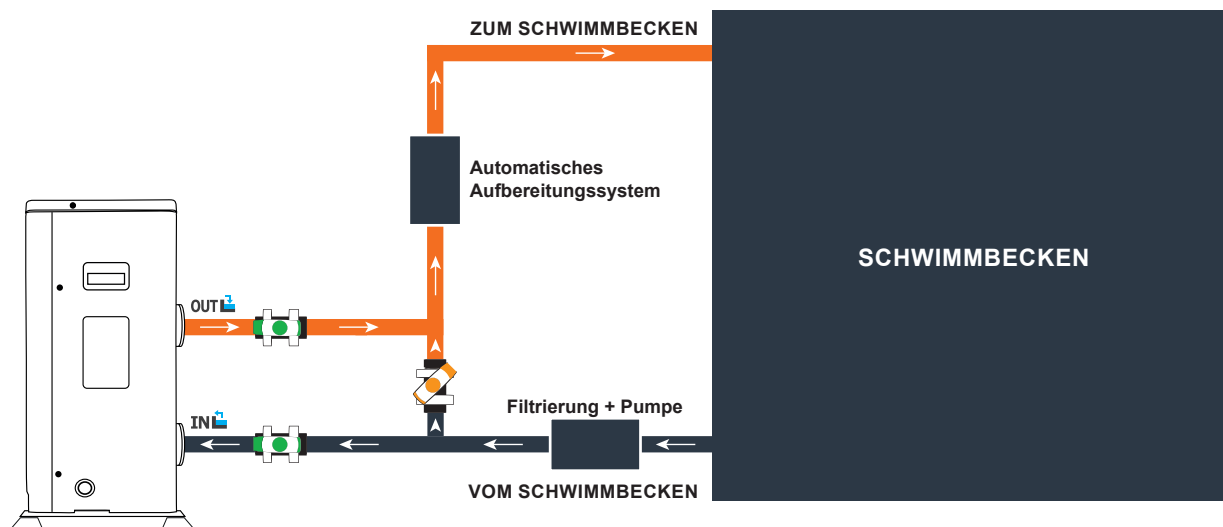 ZUM SCHWIMMBECKEN
Automatisches
Aufbereitungssystem
SCHWIMMBECKEN
OUT
IN
Filtrierung + Pumpe
VOM SCHWIMMBECKEN